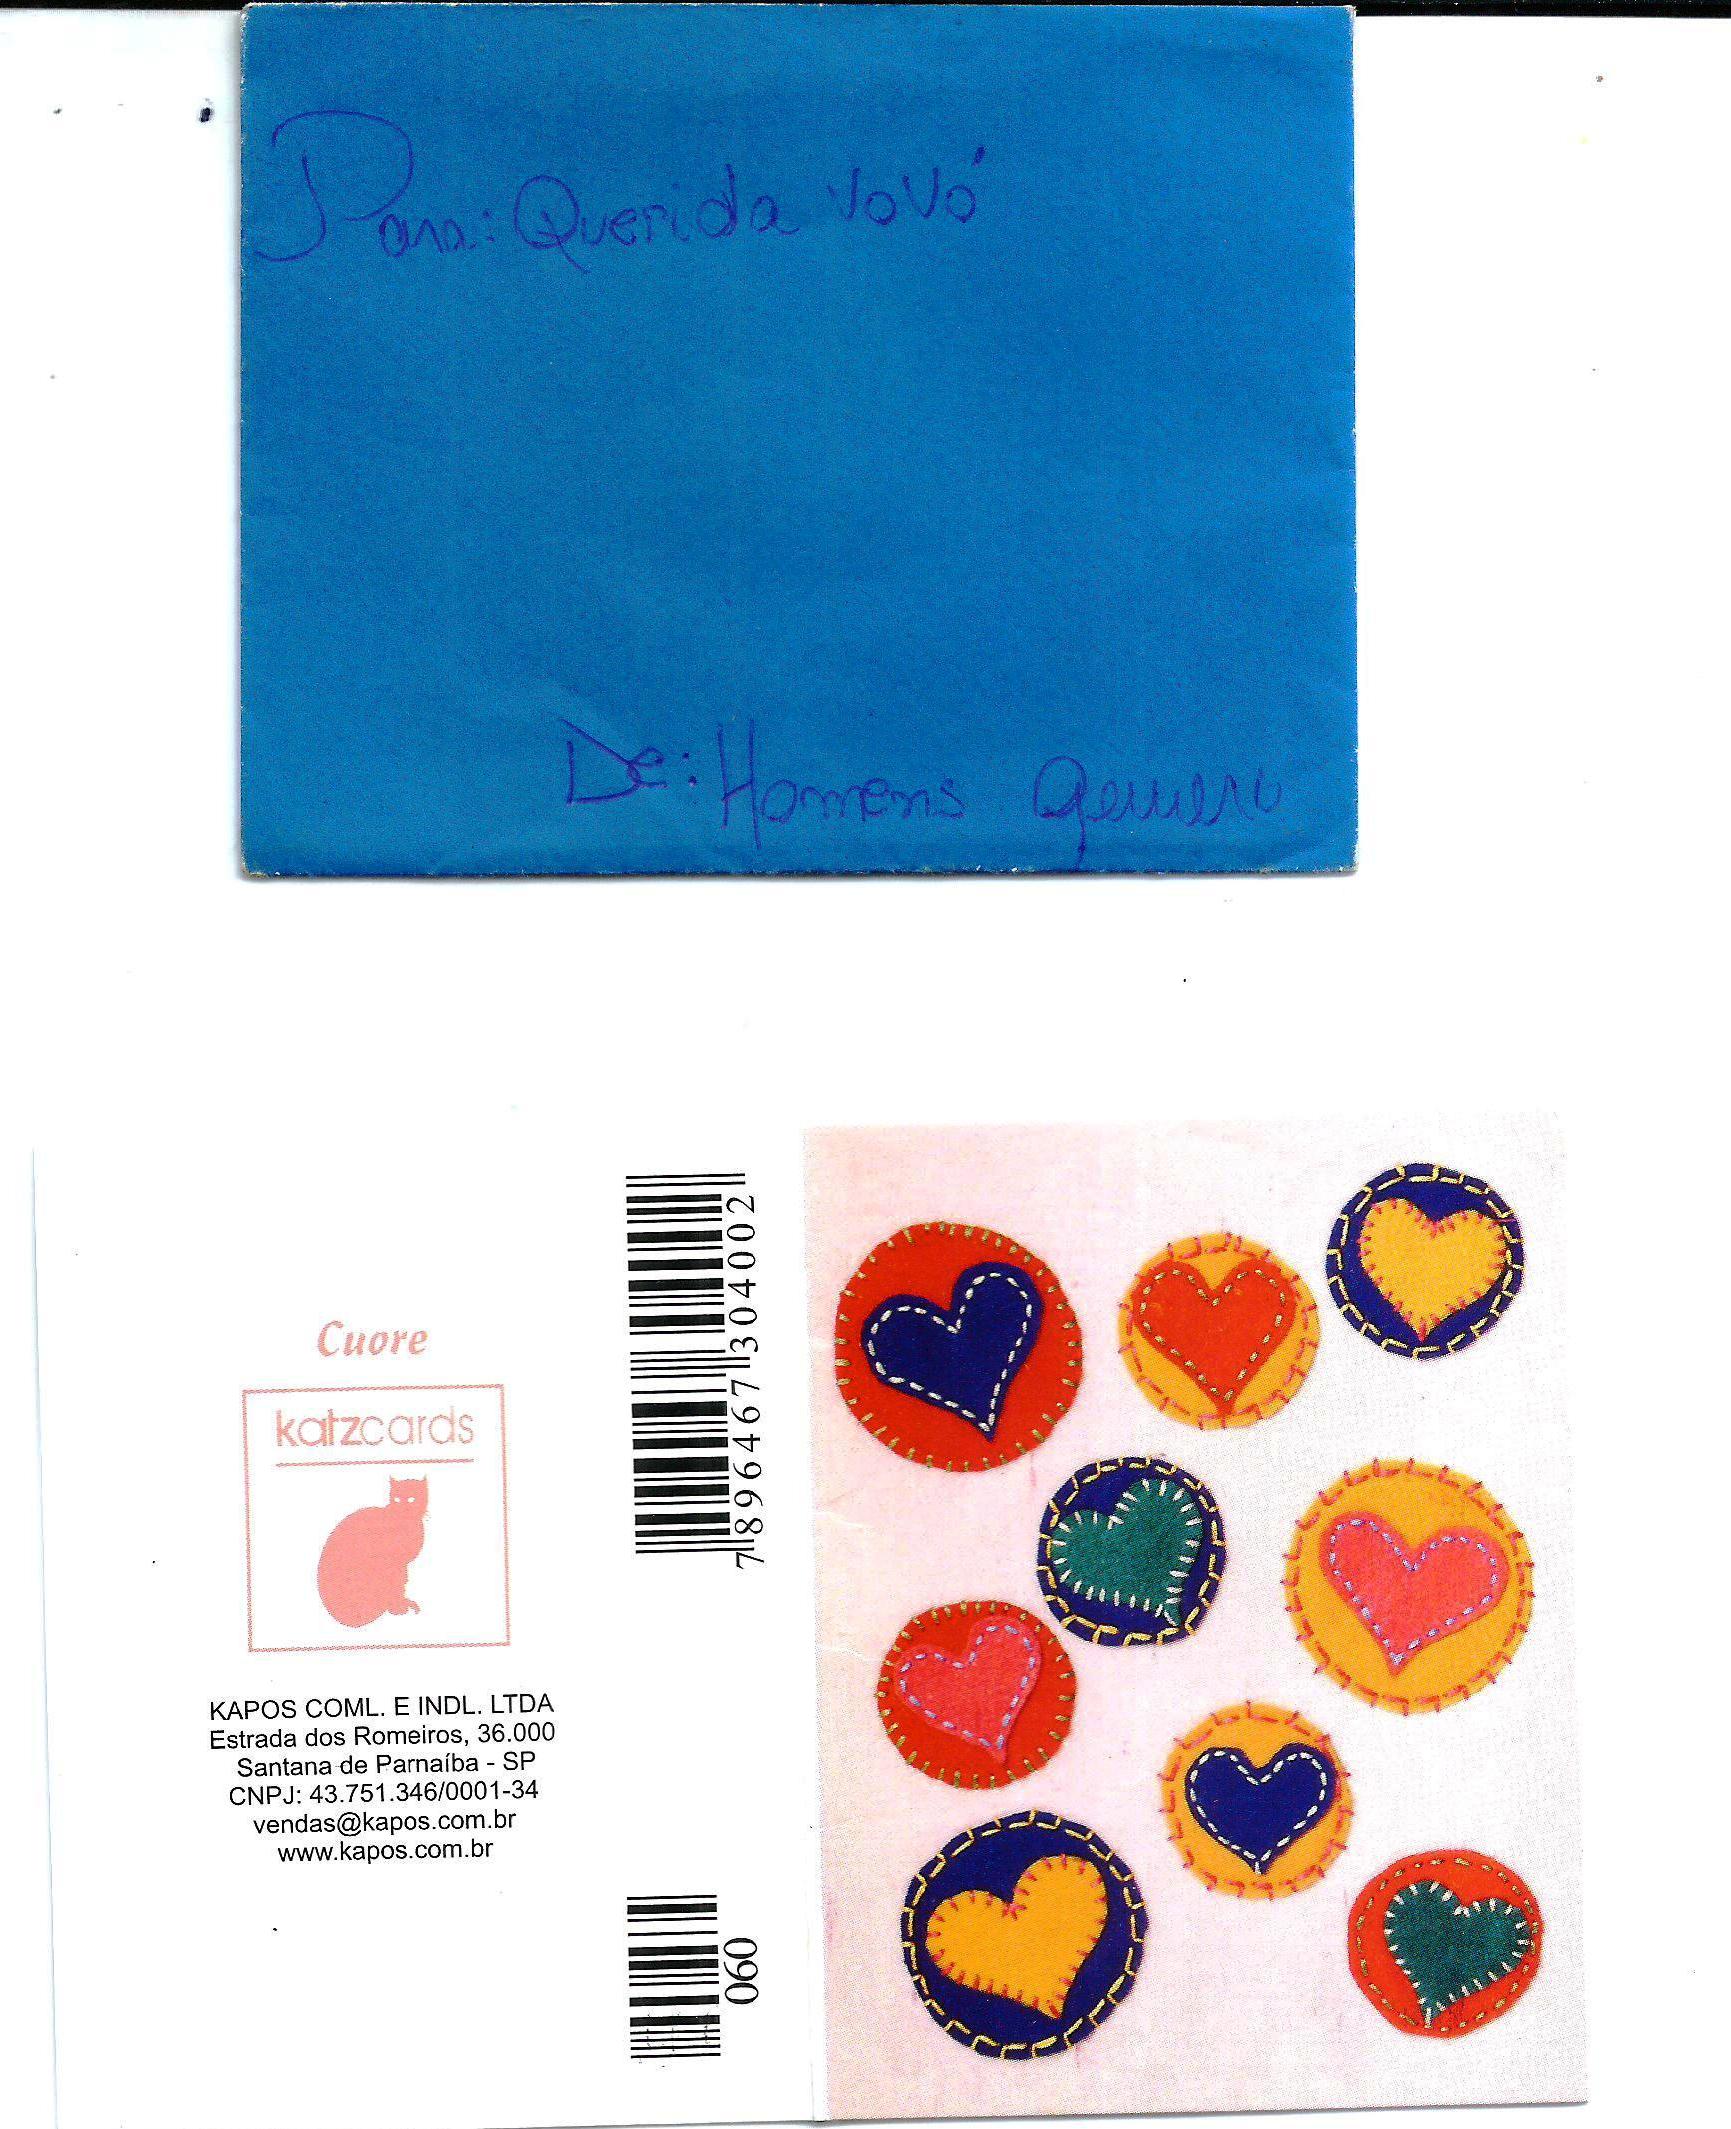 Para: Querida Vovó
De: Homens
Cuore
katzcards
KAPOS COML. E INDL. LTDA
Estrada dos Romeiros, 36.000
Santana de Parnaíba - SP
CNPJ: 43.751.346/0001-34
vendas@kapos.com.br
www.kapos.com.br
7896467304002
060